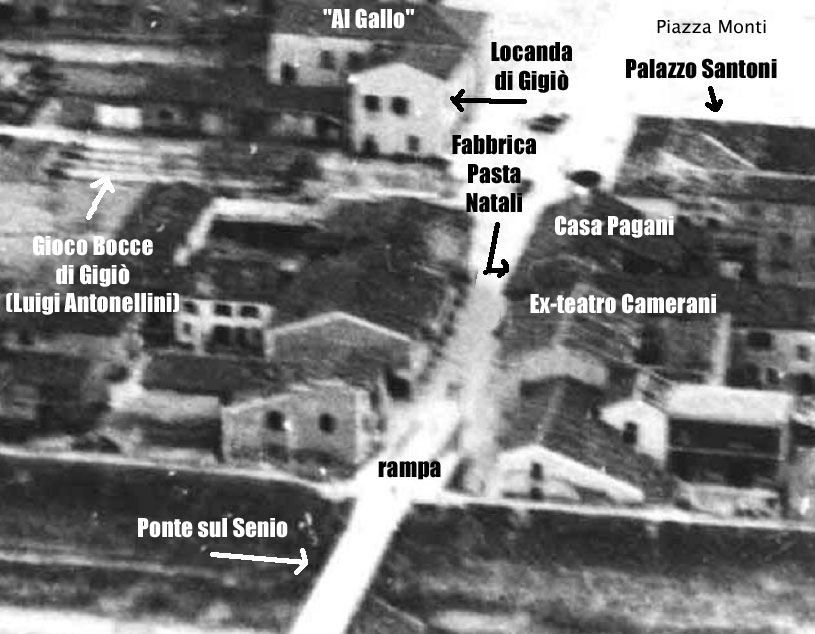 "Al Gallo"
Piazza Monti
Locanda
di Gigiò
Palazzo Santoni
Fabbrica
Pasta
Natali
Casa Pagani
Gioco Bocce
di Gigiò
(Luigi Antonellini)
Ex-teatro Camerani
rampa
Ponte sul Senio